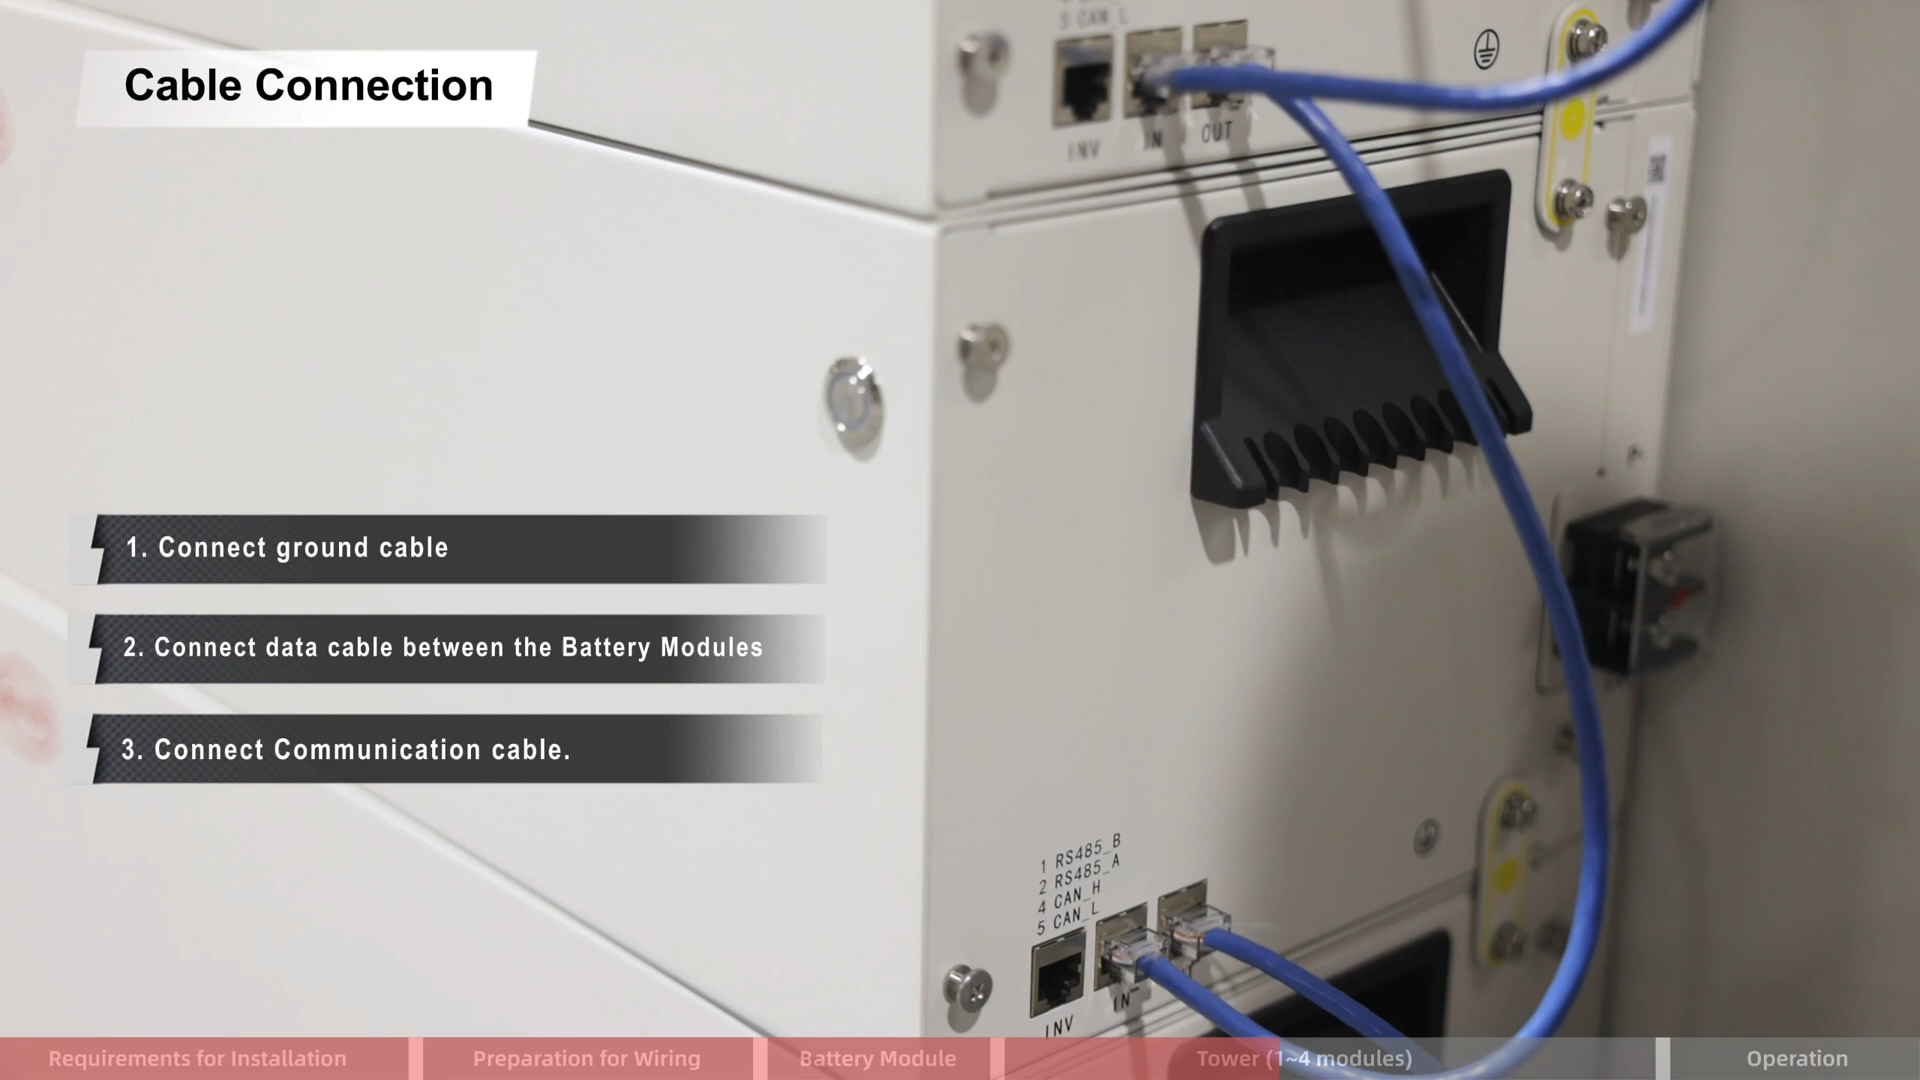 Cable Connection
5 CAN_L
INV
IN
OUT
1. Connect ground cable
2. Connect data cable between the Battery Modules
3. Connect Communication cable.
1 RS485_B
2 RS485_A
4 CAN_H
5 CAN_L
INV
IN
Requirements for Installation
Preparation for Wiring
Battery Module
Tower (1~4 modules)
Operation